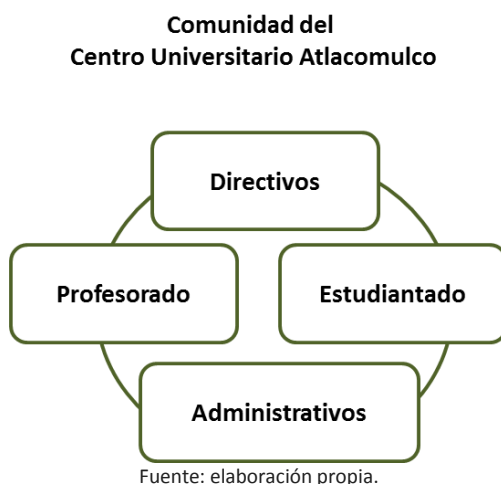 Comunidad del
Centro Universitario Atlacomulco
Directivos
Profesorado
Estudiantado
Administrativos
Fuente: elaboración propia.